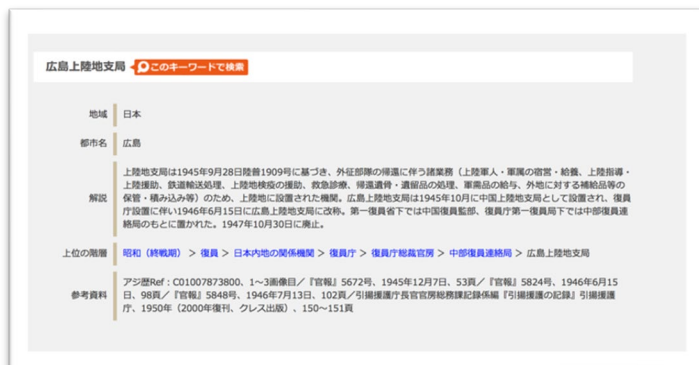 広島上陸地支局 このキーワードで検索
地域 日本
都市名 広島
上陸地支局は1945年9月28日陸普1909号に基づき、外征部隊の帰還に伴う諸業務（上陸軍人・軍属の宿営・給養、上陸指導・
上陸援助、鉄道輸送処理、上陸地検疫の援助、救急診療、帰還遺骨・遺留品の処理、軍需品の給与、外地に対する補給品等の
解説 保管・積み込み等）のため、上陸地に設置された機関。広島上陸地支局は1945年10月に中国上陸地支局として設置され、復員
庁設置に伴い1946年6月15日に広島上陸地支局に改称。第一復員省下では中国復員監部、復員庁第一復員局下では中部復員連
絡局のもとに置かれた。1947年10月30日に廃止。
上位の階層 昭和（終戦期） > 復員 > 日本内地の関係機関 > 復員庁 > 復員庁総裁官房 > 中部復員連絡局 > 広島上陸地支局
アジ歴Ref：C01007873800、1～3画像目／『官報』5672号、1945年12月7日、53頁／『官報』5824号、1946年6月15
参考資料 日、98頁／『官報』5848号、1946年7月13日、102頁／引揚援護庁長官官房総務課記録係編『引揚援護の記録』引揚援護
庁、1950年（2000年復刊、クレス出版）、150～151頁